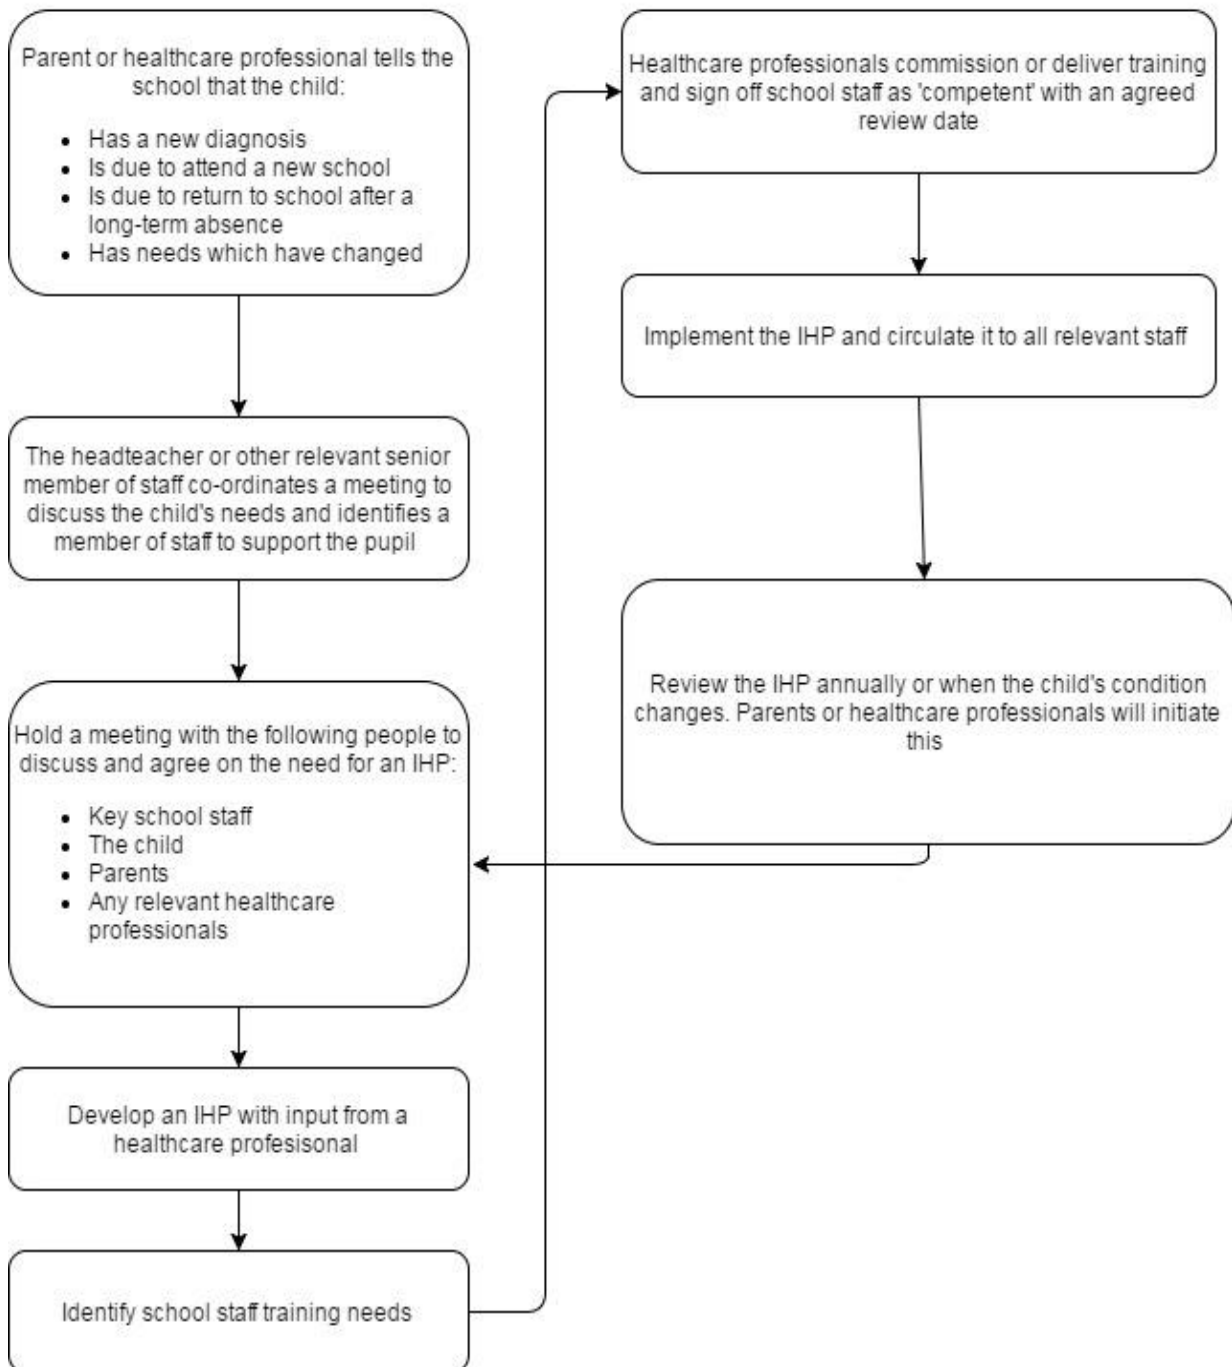 Parent or healthcare professional tells the
school that the child:
• Has a new diagnosis
• Is due to attend a new school
• Is due to return to school after a
long-term absence
• Has needs which have changed
The headteacher or other relevant senior
member of staff co-ordinates a meeting to
discuss the child's needs and identifies a
member of staff to support the pupil
Hold a meeting with the following people to
discuss and agree on the need for an IHP:
• Key school staff
• The child
• Parents
• Any relevant healthcare
professionals
Develop an IHP with input from a
healthcare profesisonal
Identify school staff training needs
Healthcare professionals commission or deliver training
and sign off school staff as 'competent' with an agreed
review date
Implement the IHP and circulate it to all relevant staff
Review the IHP annually or when the child's condition
changes. Parents or healthcare professionals will initiate
this